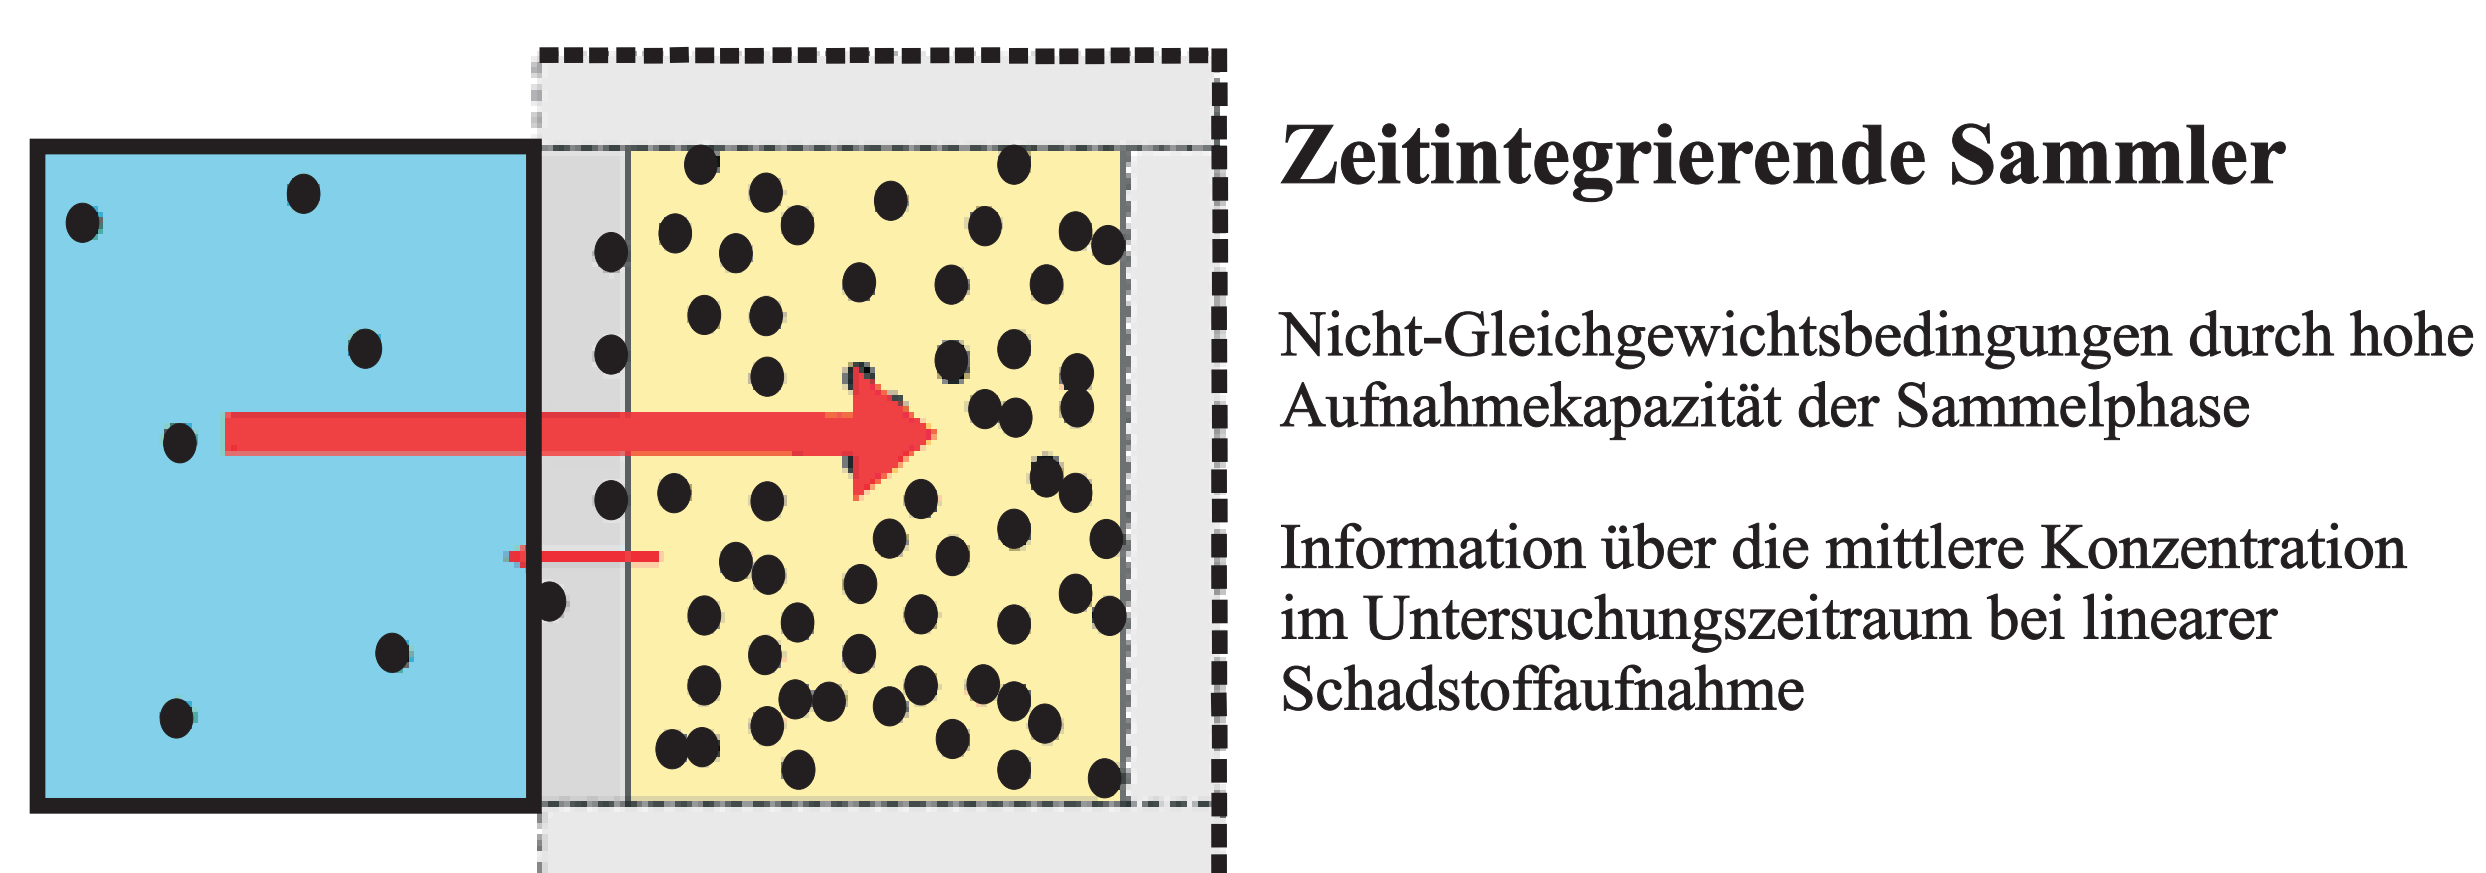 Zeitintegrierende Sammler
Nicht-Gleichgewichtsbedingungen durch hohe
Aufnahmekapazität der Sammelphase
Information über die mittlere Konzentration
im Untersuchungszeitraum bei linearer
Schadstoffaufnahme